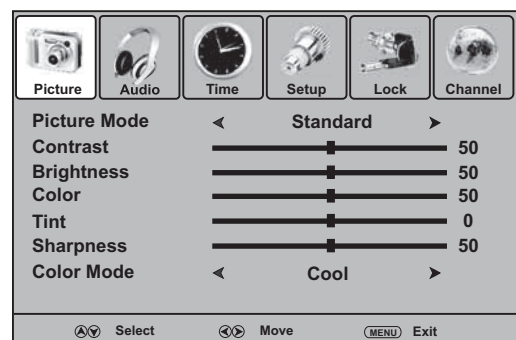 Picture Audio Time Setup Lock Channel
Picture Mode Standard
Contrast 50
Brightness 50
Color 50
Tint 0
Sharpness 50
Color Mode Cool
Select Move MENU Exit